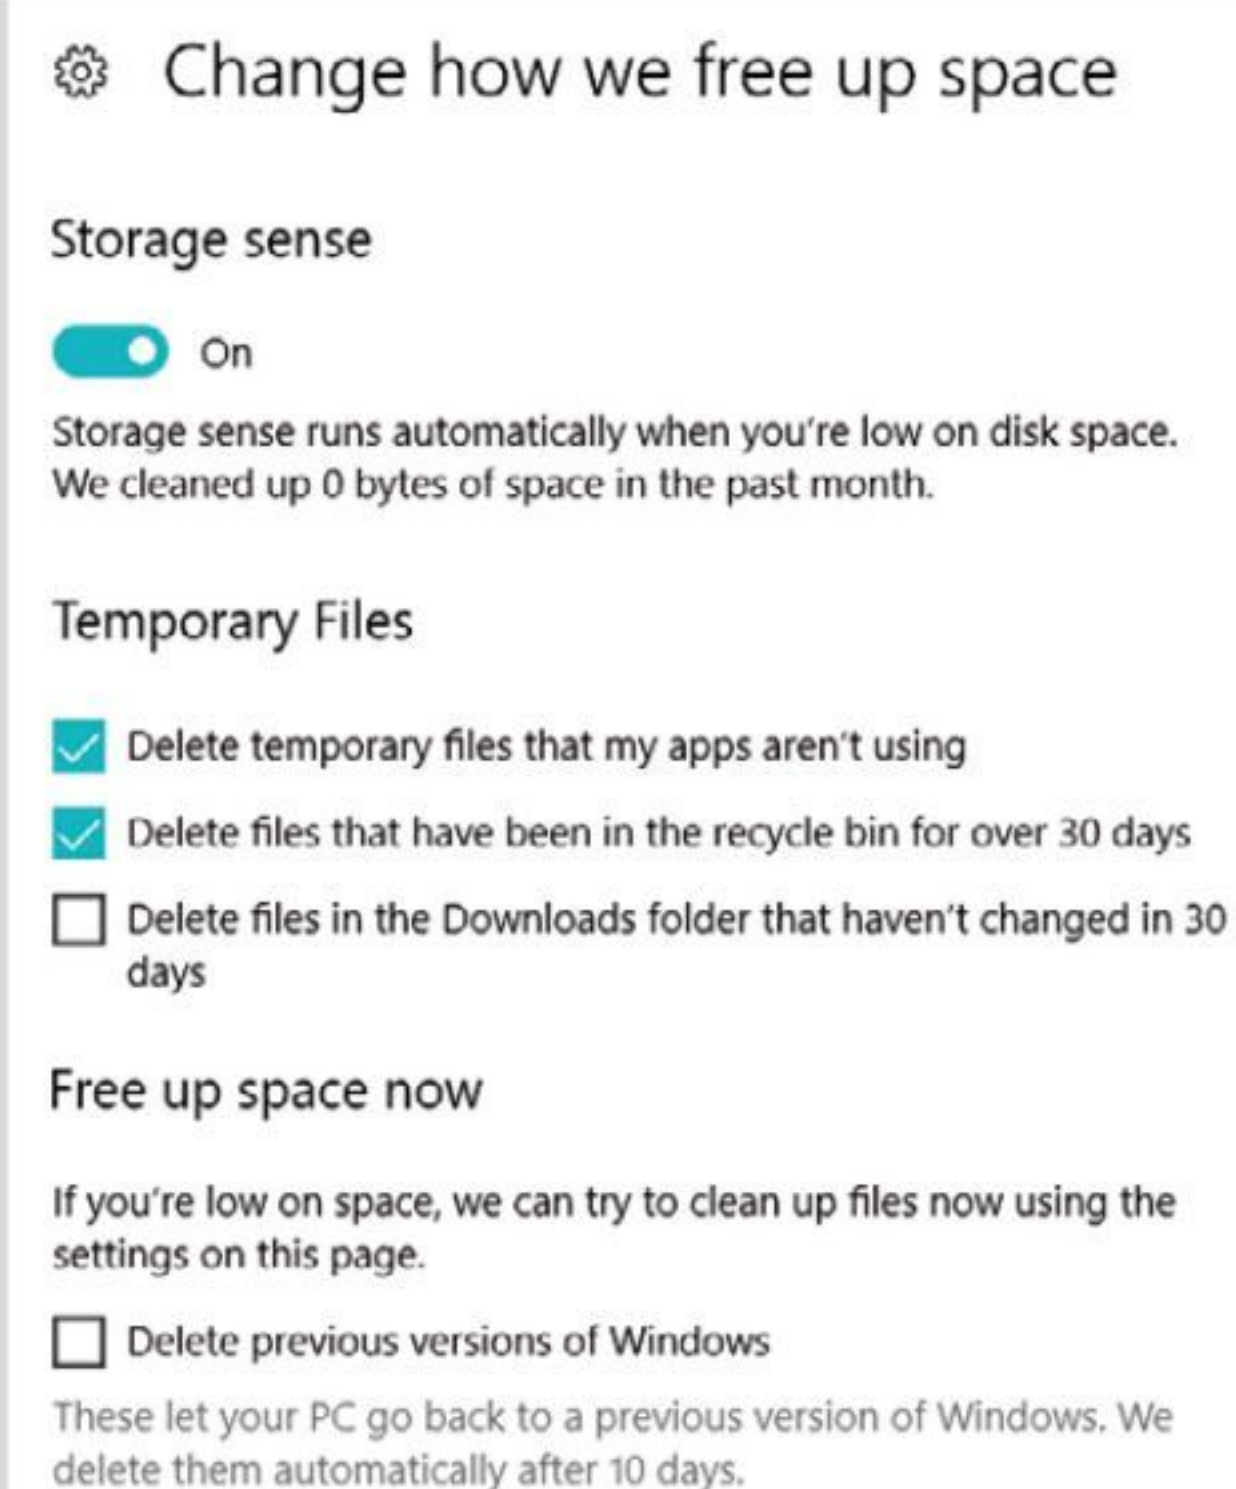 Change how we free up space
Storage sense
On
Storage sense runs automatically when you're low on disk space.
We cleaned up 0 bytes of space in the past month.
Temporary Files
Delete temporary files that my apps aren't using
Delete files that have been in the recycle bin for over 30 days
Delete files in the Downloads folder that haven't changed in 30
days
Free up space now
If you're low on space, we can try to clean up files now using the
settings on this page.
Delete previous versions of Windows
These let your PC go back to a previous version of Windows. We
delete them automatically after 10 days.